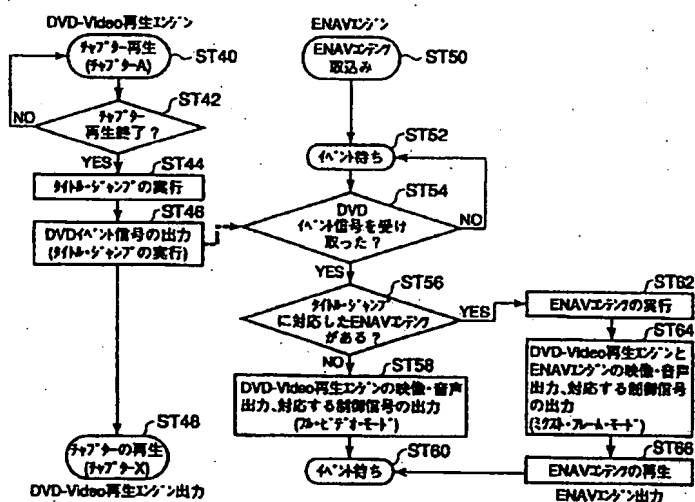 DVD-Video再生エンジン
チャプター再生
(チャプターA)
ST40
ST42
チャプター
再生終了?
NO
YES
ST44
タイトル・ジャンプの実行
ST46
DVDイベント信号の出力
(タイトル・ジャンプの実行)
ST48
チャプターの再生
(チャプターX)
DVD-Video再生エンジン出力
ENAVエンジン
ENAVコンテンツ
取込み
ST50
ST52
イベント待ち
ST54
DVD
イベント信号を受け
取った?
NO
YES
ST56
タイトル・ジャンプ
に対応したENAVコンテンツ
がある?
YES
NO
ST58
DVD-Video再生エンジンの映像・音声
出力、対応する制御信号の出力
(フル・ビデオ・モード)
ST60
イベント待ち
ST62
ENAVコンテンツの実行
ST64
DVD-Video再生エンジンと
ENAVエンジンの映像・音声
出力、対応する制御信号
の出力
(ミクスト・フレーム・モード)
ST66
ENAVコンテンツの再生
ENAVエンジン出力